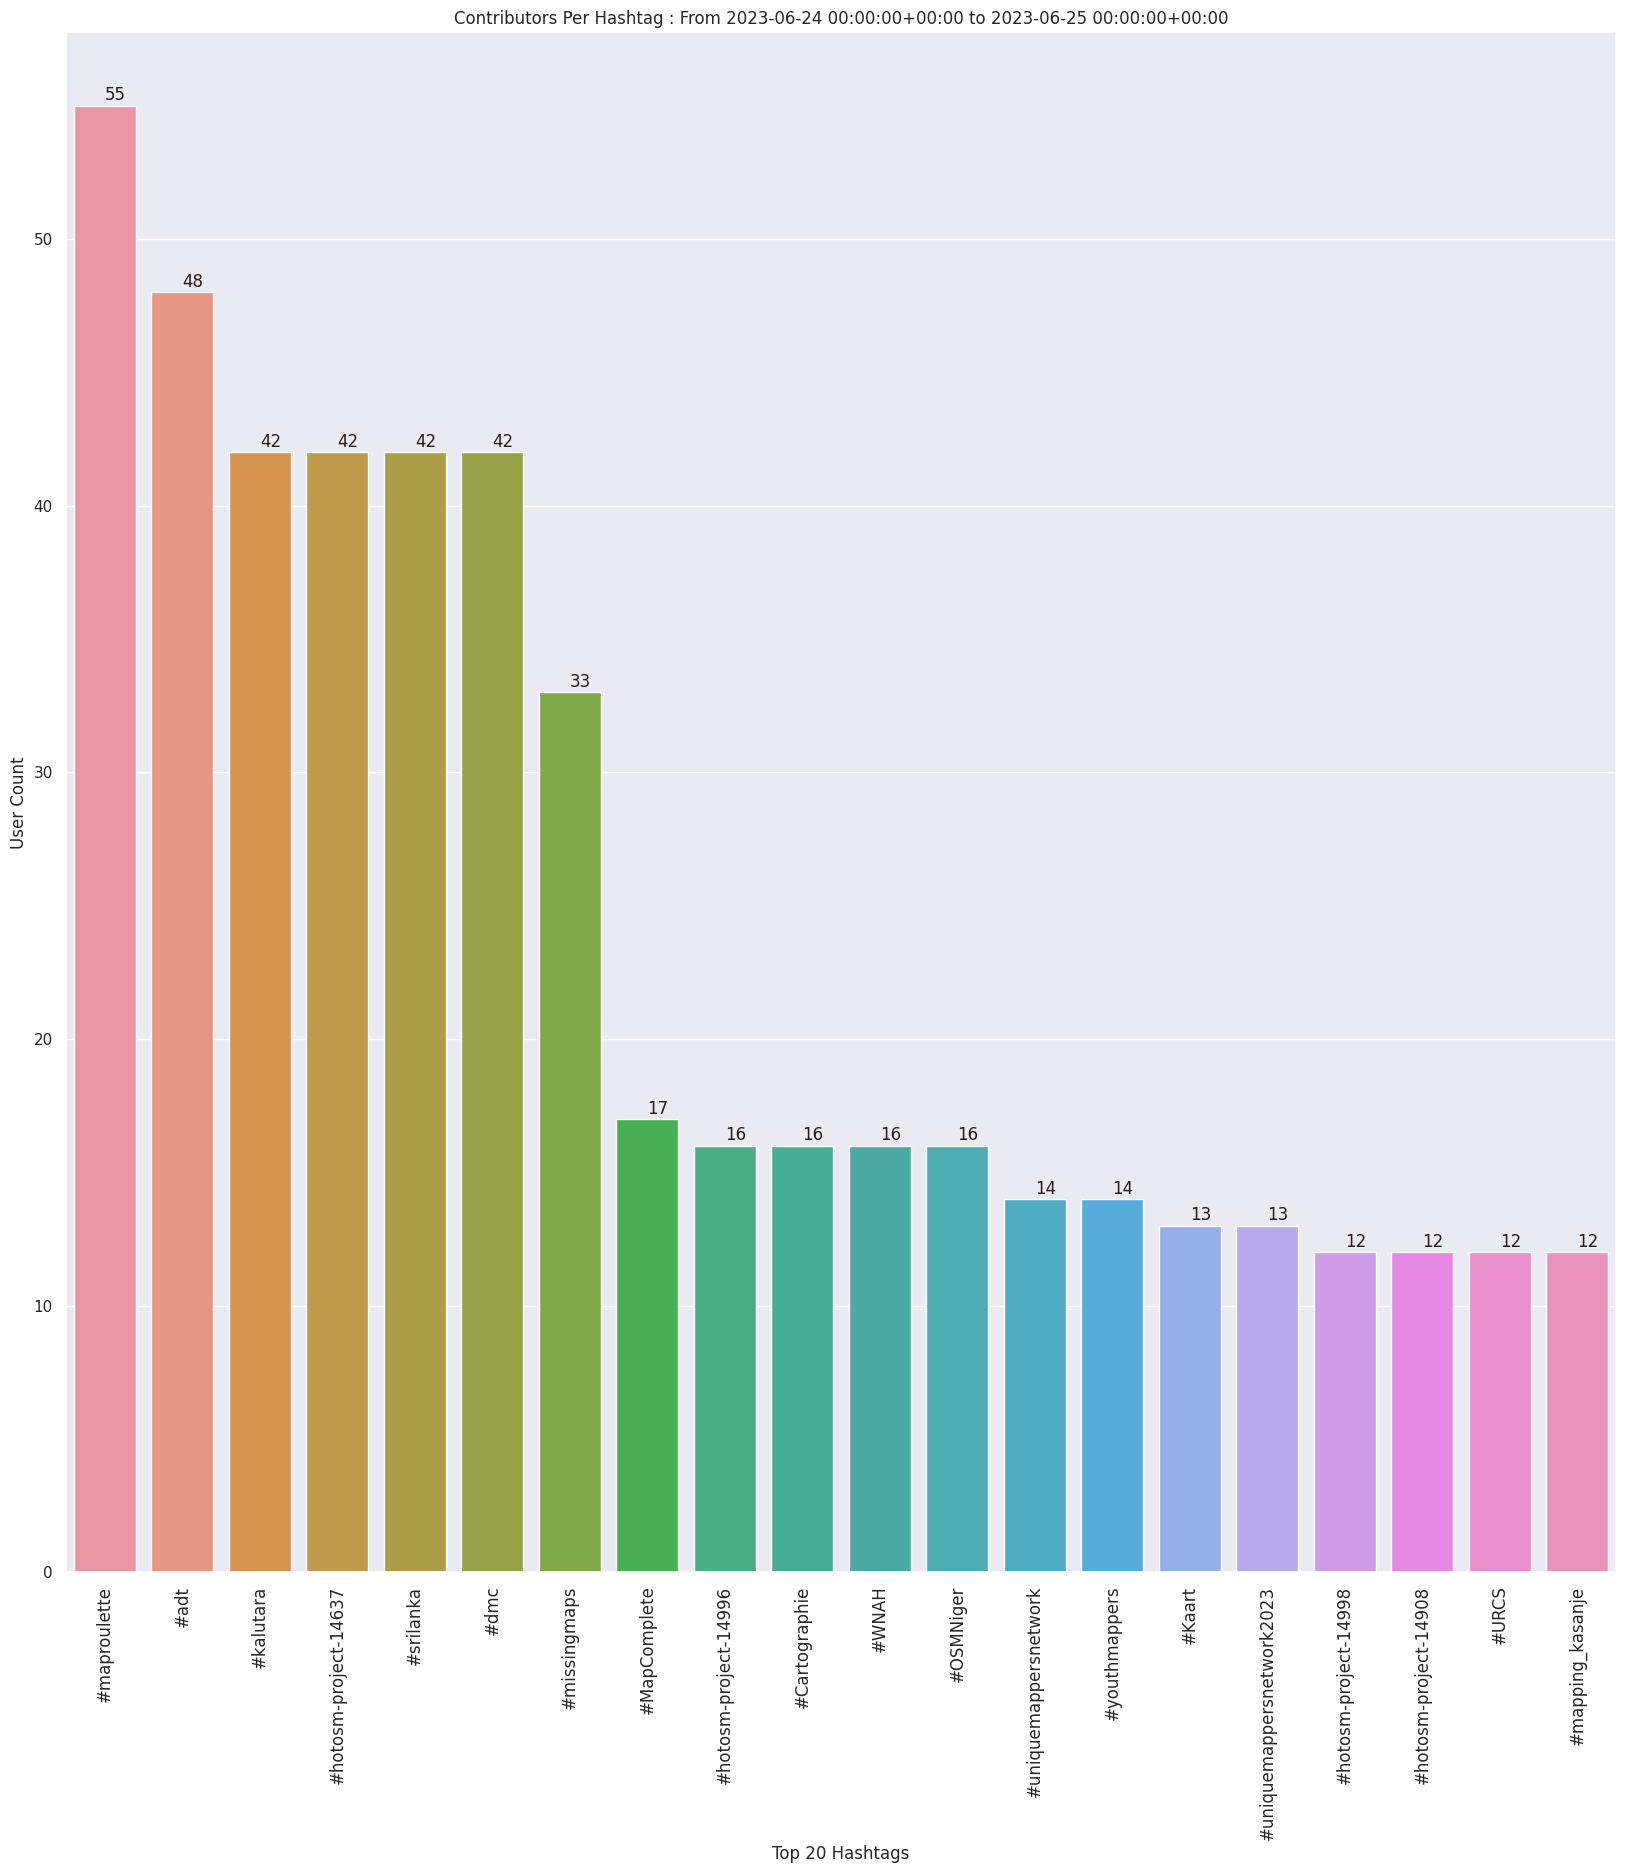 Contributors Per Hashtag : From 2023-06-24 00:00:00+00:00 to 2023-06-25 00:00:00+00:00
55
48
42
42
42
42
33
17
16
16
16
16
14
14
13
13
12
12
12
12
50
40
30
20
10
0
User Count
#maproulette
#adt
#kalutara
#hotosm-project-14637
#srilanka
#dmc
#missingmaps
#MapComplete
#hotosm-project-14996
#Cartographie
#WNAH
#OSMNiger
#uniquemappersnetwork
#youthmappers
#Kaart
#uniquemappersnetwork2023
#hotosm-project-14998
#hotosm-project-14908
#URCS
#mapping_kasanje
Top 20 Hashtags